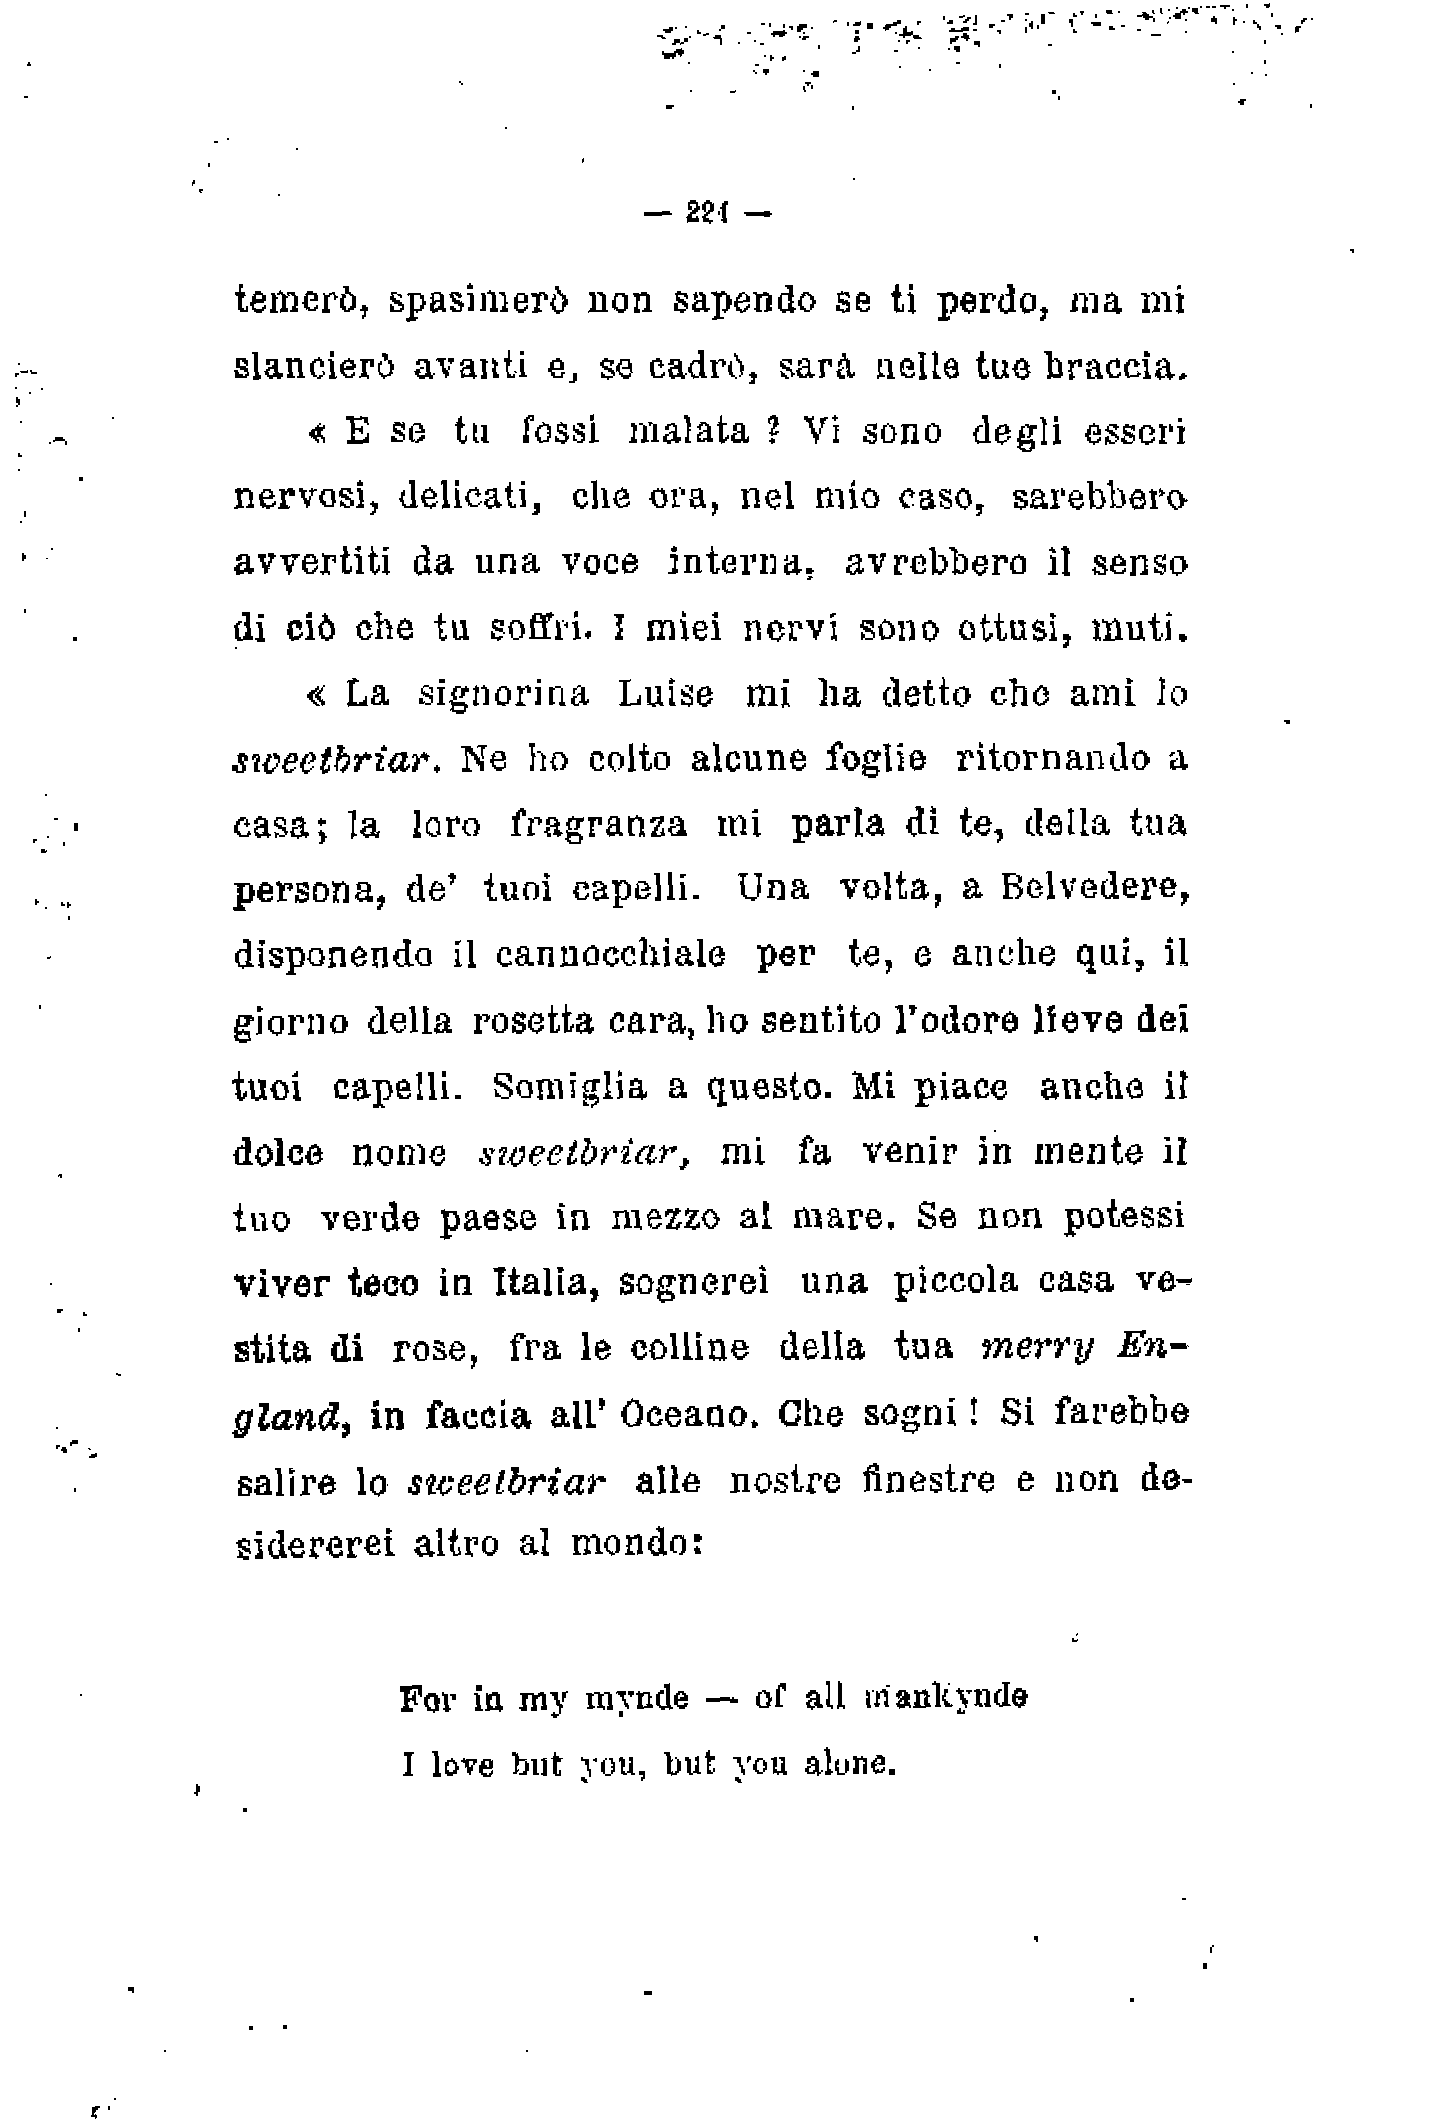 — 221 —
temerò, spasimerò non sapendo se ti perdo, ma mi
slancierò avanti e, se cadrò, sarà nelle tue braccia.
« E se tu fossi malata ? Vi sono degli esseri
nervosi, delicati, che ora, nel mio caso, sarebbero
avvertiti da una voce interna, avrebbero il senso
di ciò che tu soffri. I miei nervi sono ottusi, muti.
« La signorina Luise mi ha detto che ami lo
sweetbriar. Ne ho colto alcune foglie ritornando a
casa; la loro fragranza mi parla di te, della tua
persona, de' tuoi capelli. Una volta, a Belvedere,
disponendo il cannocchiale per te, e anche qui, il
giorno della rosetta cara, ho sentito l'odore lieve dei
tuoi capelli. Somiglia a questo. Mi piace anche il
dolce nome sweetbriar, mi fa venir in mente il
tuo verde paese in mezzo al mare. Se non potessi
viver teco in Italia, sognerei una piccola casa ve-
stita di rose, fra le colline della tua merry En-
gland, in faccia all' Oceano. Che sogni ! Si farebbe
salire lo sweetbriar alle nostre finestre e non de-
sidererei altro al mondo:
For in my mynde — of all mankynde
I love but you, but you alone.